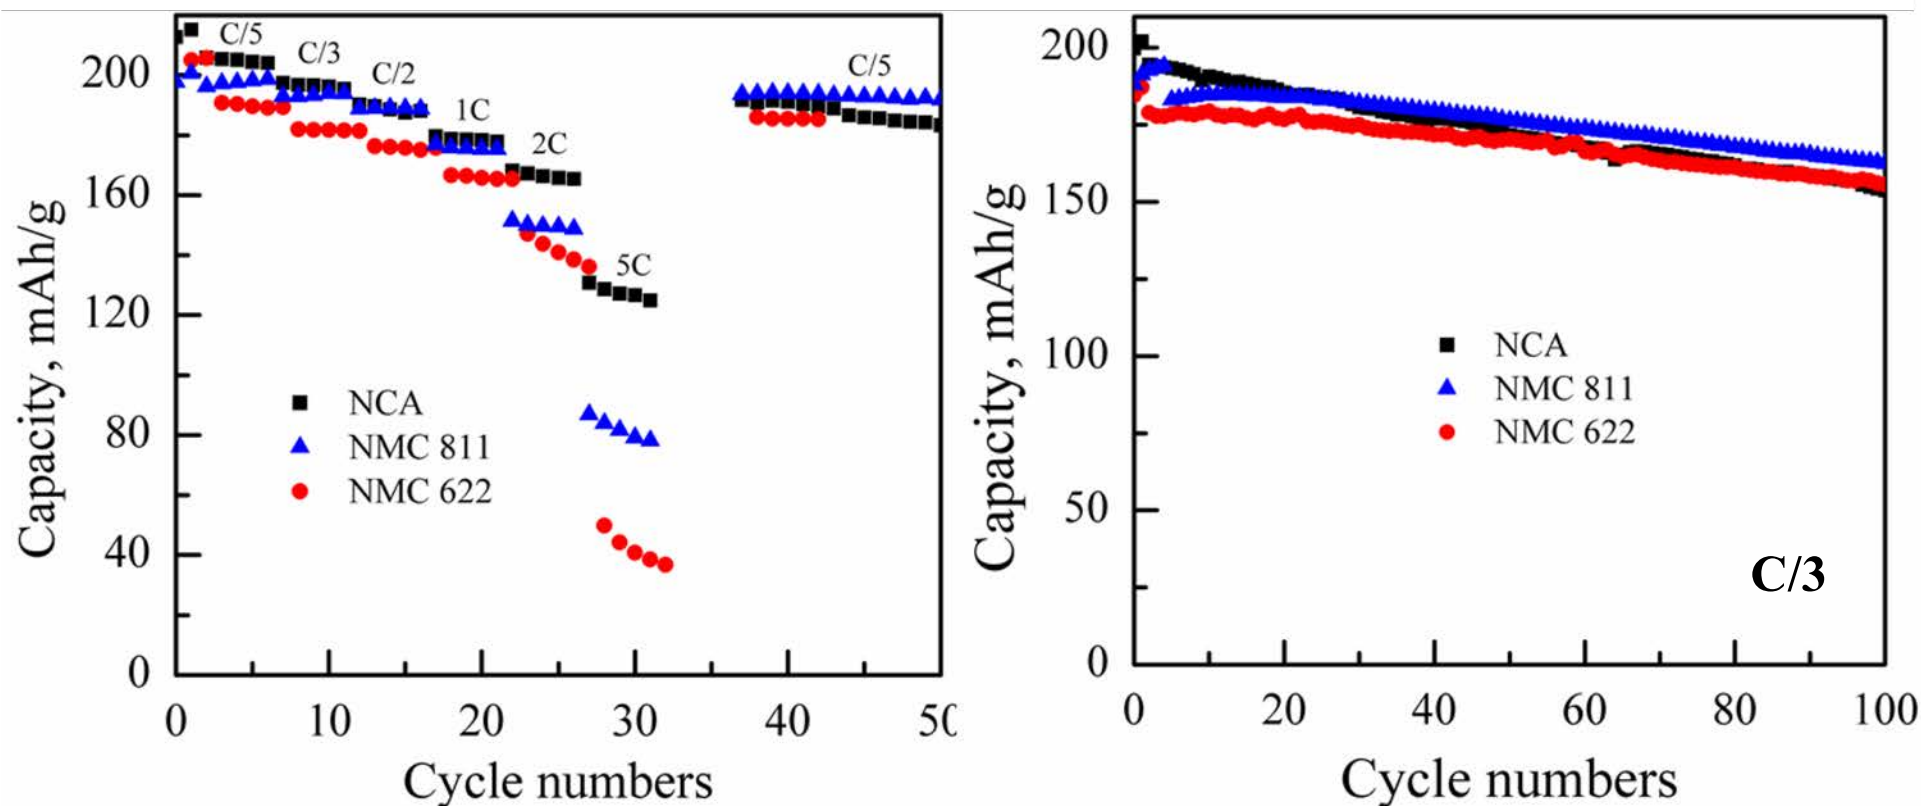 C/5
C/3
C/2
1C
2C
5C
C/5
200
160
120
80
40
0
Capacity, mAh/g
NCA
NMC 811
NMC 622
0 10 20 30 40 50
Cycle numbers
200
150
100
50
0
Capacity, mAh/g
NCA
NMC 811
NMC 622
C/3
0 20 40 60 80 100
Cycle numbers